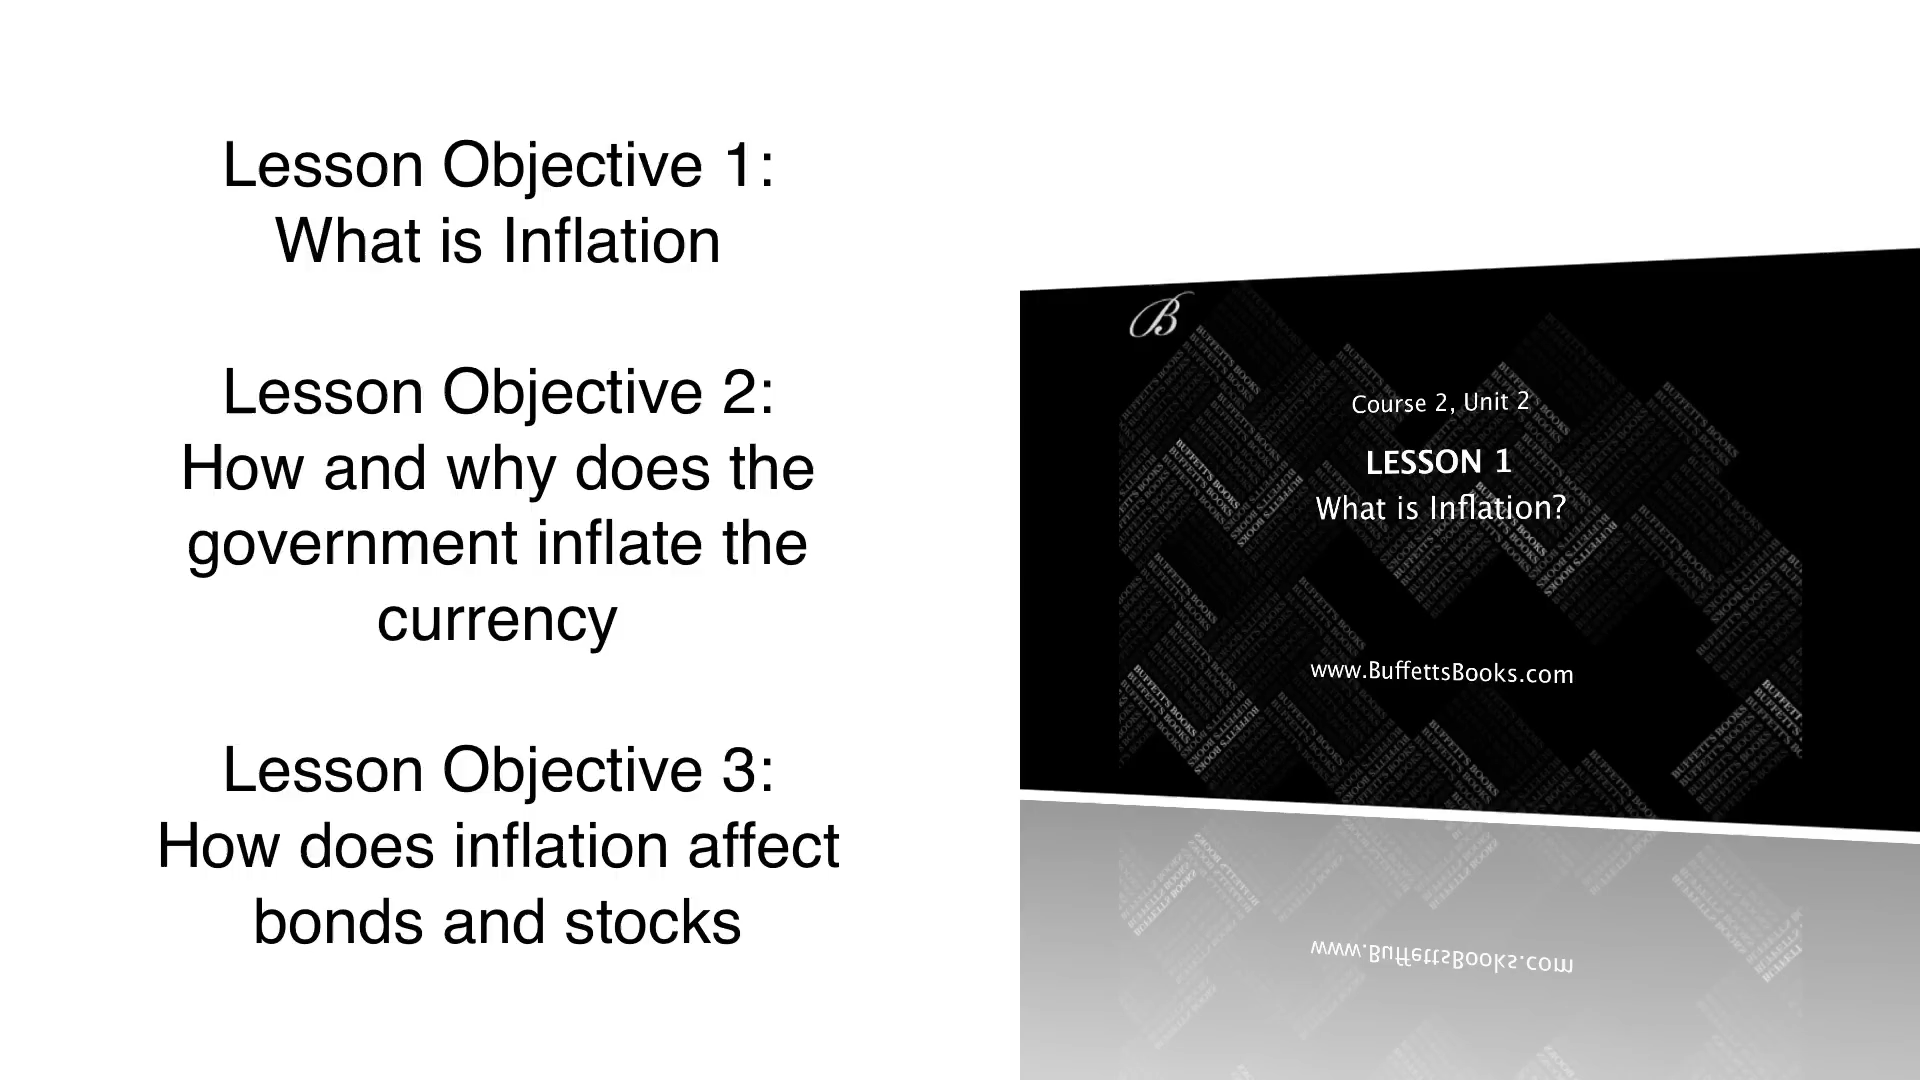 Lesson Objective 1:
What is Inflation
Lesson Objective 2:
How and why does the
government inflate the
currency
Lesson Objective 3:
How does inflation affect
bonds and stocks
B
Course 2, Unit 2
LESSON 1
What is Inflation?
www.BuffettsBooks.com